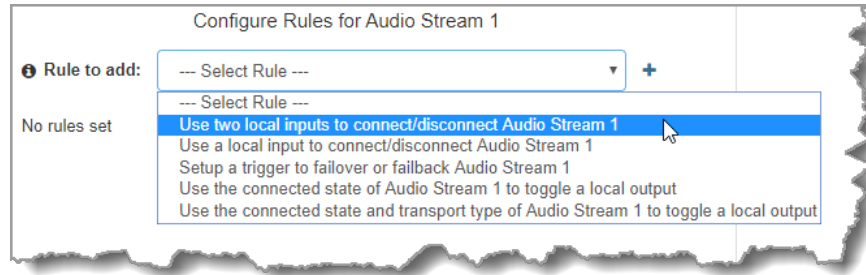 Configure Rules for Audio Stream 1
Rule to add: --- Select Rule --- +
--- Select Rule ---
No rules set
Use two local inputs to connect/disconnect Audio Stream 1
Use a local input to connect/disconnect Audio Stream 1
Setup a trigger to failover or failback Audio Stream 1
Use the connected state of Audio Stream 1 to toggle a local output
Use the connected state and transport type of Audio Stream 1 to toggle a local output